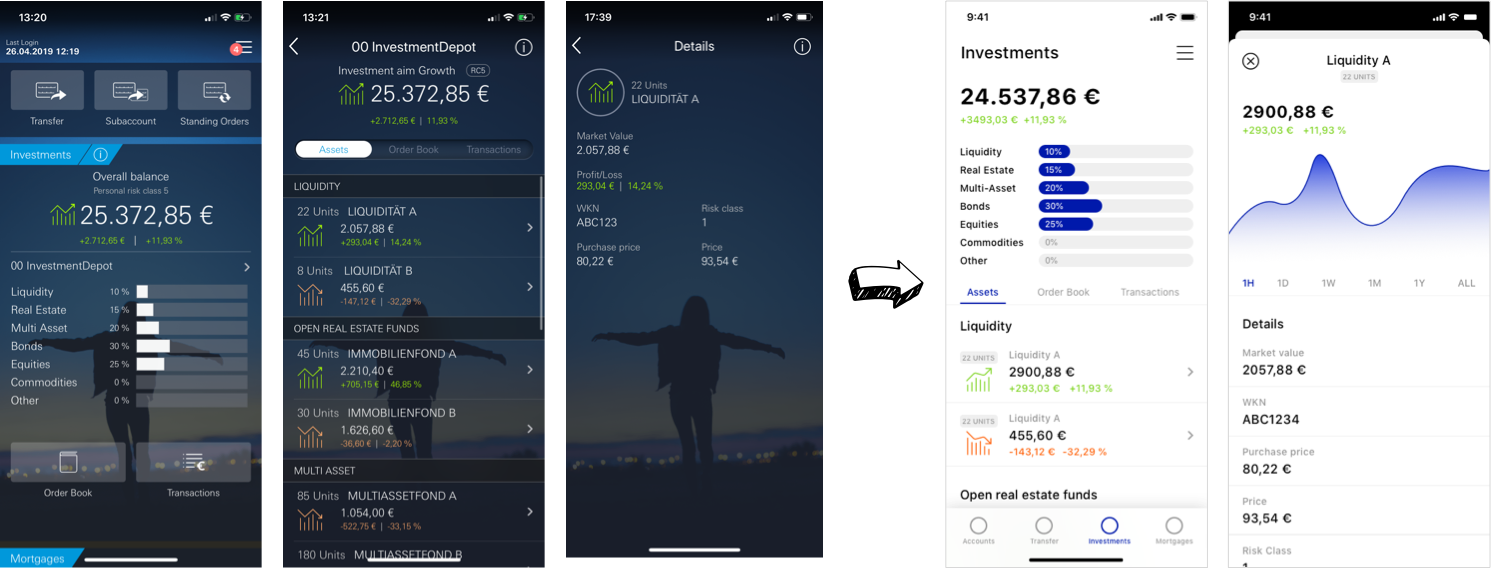 13:20
Last Login
26.04.2019 12:19
4
Transfer
Subaccount
Standing Orders
Investments
Overall balance
Personal risk class 5
25.372,85 €
+2.712,65 € | +11,93 %
00 InvestmentDepot
Liquidity 10 %
Real Estate 15 %
Multi Asset 20 %
Bonds 30 %
Equities 25 %
Commodities 0 %
Other 0 %
Order Book
Transactions
Mortgages
13:21
00 InvestmentDepot
Investment aim Growth RC5
25.372,85 €
+2.712,65 € | 11,93 %
Assets Order Book Transactions
LIQUIDITY
22 Units LIQUIDITÄT A
2.057,88 €
+293,04 € | 14,24 %
8 Units LIQUIDITÄT B
455,60 €
-147,12 € | -32,29 %
OPEN REAL ESTATE FUNDS
45 Units IMMOBILIENFOND A
2.210,40 €
+705,15 € | 46,85 %
30 Units IMMOBILIENFOND B
1.626,60 €
-36,60 € | -2,20 %
MULTI ASSET
85 Units MULTIASSETFOND A
1.054,00 €
-522,75 € | -33,15 %
180 Units MULTIASSETFOND B
17:39
Details
22 Units
LIQUIDITÄT A
Market Value
2.057,88 €
Profit/Loss
293,04 € | 14,24 %
WKN Risk class
ABC123 1
Purchase price Price
80,22 € 93,54 €
9:41
Investments
24.537,86 €
+3493,03 € +11,93 %
Liquidity 10%
Real Estate 15%
Multi-Asset 20%
Bonds 30%
Equities 25%
Commodities 0%
Other 0%
Assets Order Book Transactions
Liquidity
22 UNITS Liquidity A
2900,88 €
+293,03 € +11,93 %
22 UNITS Liquidity A
455,60 €
-143,12 € -32,29 %
Open real estate funds
Accounts Transfer Investments Mortgages
9:41
Liquidity A
22 UNITS
2900,88 €
+293,03 € +11,93 %
1H 1D 1W 1M 1Y ALL
Details
Market value
2057,88 €
WKN
ABC1234
Purchase price
80,22 €
Price
93,54 €
Risk Class
1